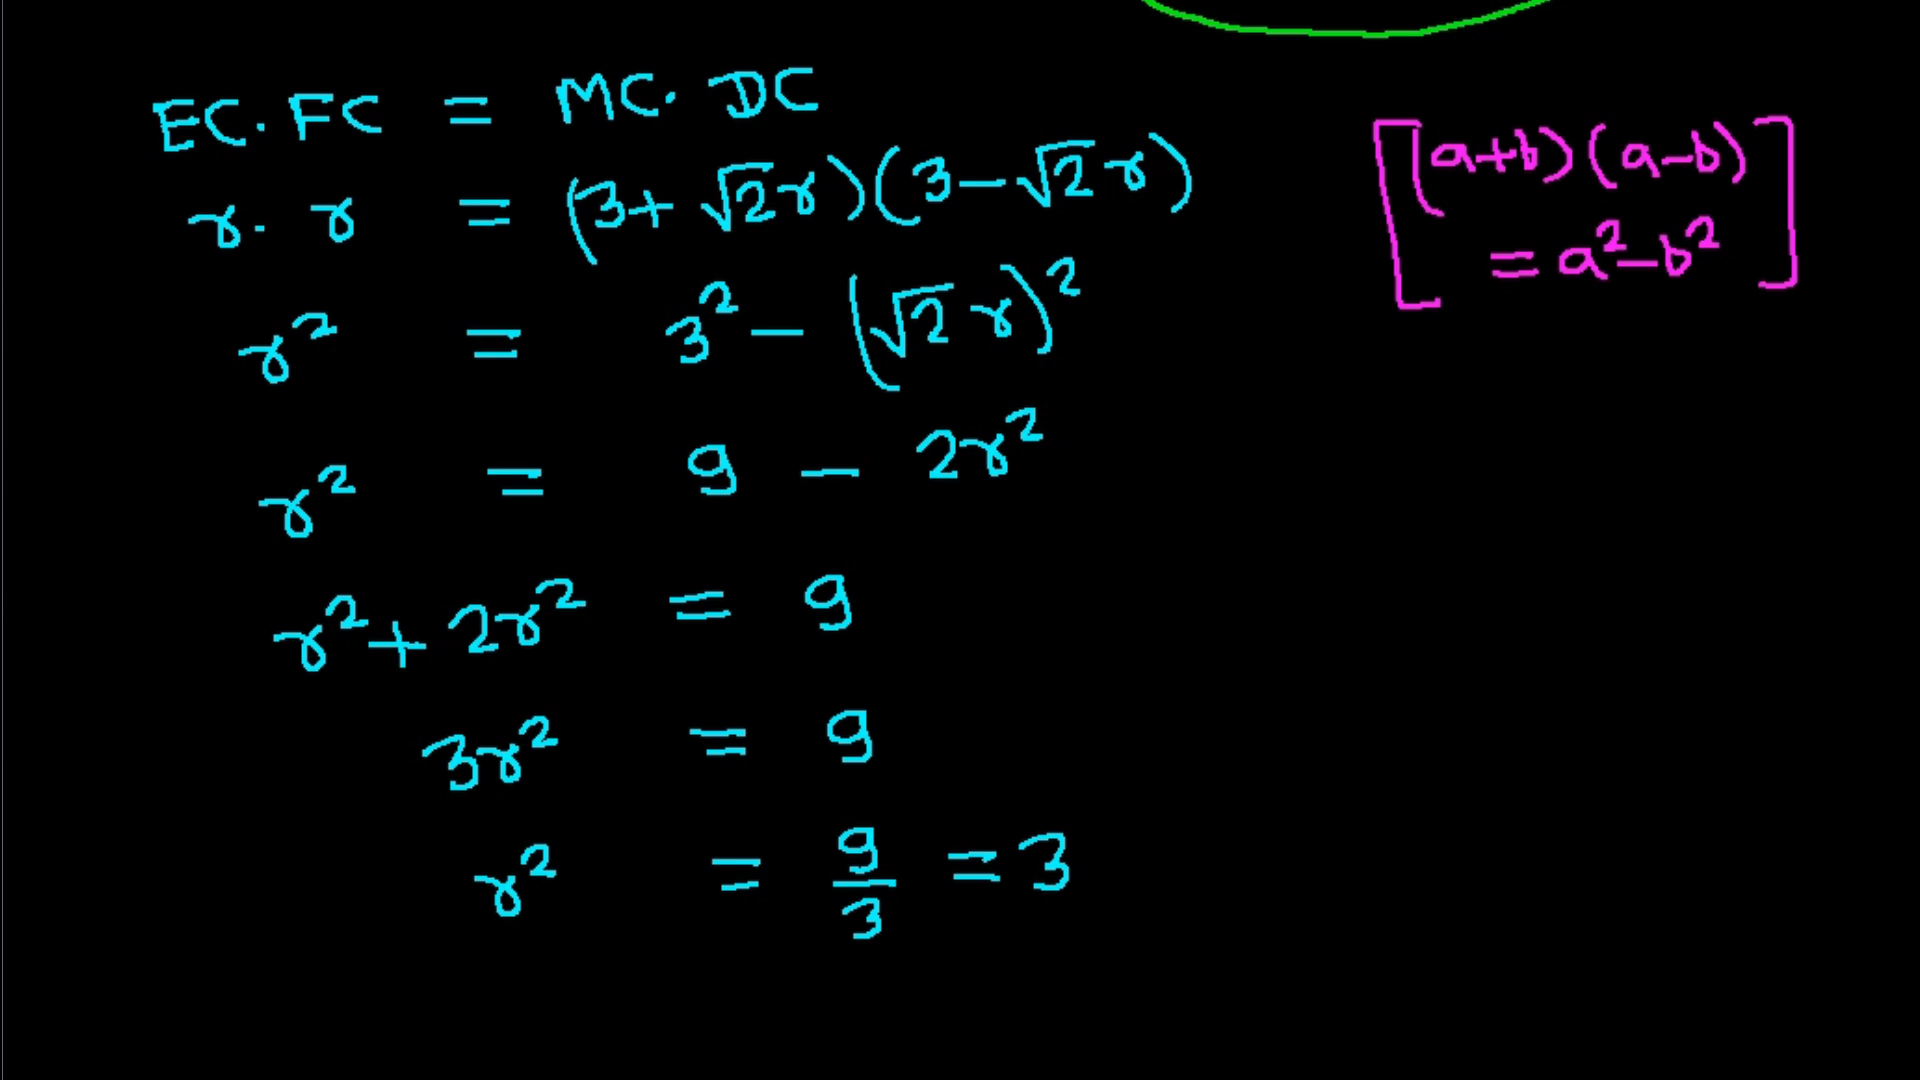 EC. FC = MC. DC
r. r = (3+ √2r)(3-√2r)
[(a+b)(a-b)
= a²-b²]
r² = 3² - (√2 r)²
r² = 9 - 2r²
r²+ 2r² = 9
3r² = 9
r² = 9/3 = 3